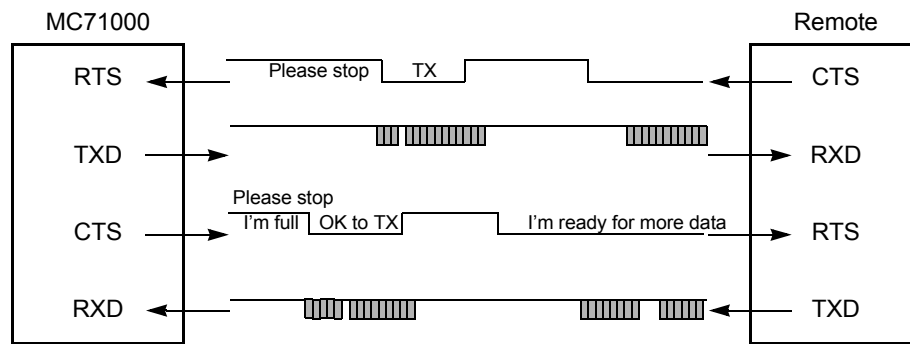 MC71000 Remote
RTS Please stop TX CTS
TXD RXD
Please stop
CTS I'm full OK to TX I'm ready for more data RTS
RXD TXD